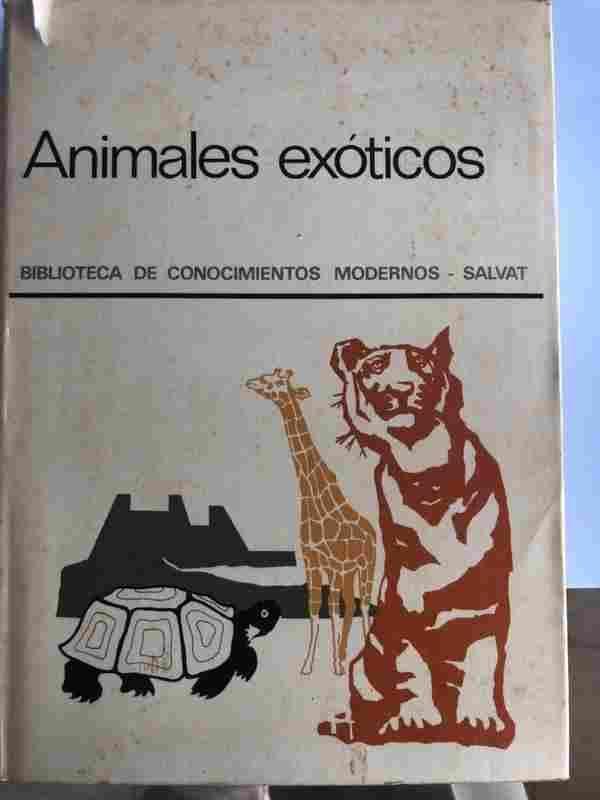 Animales exóticos
BIBLIOTECA DE CONOCIMIENTOS MODERNOS - SALVAT